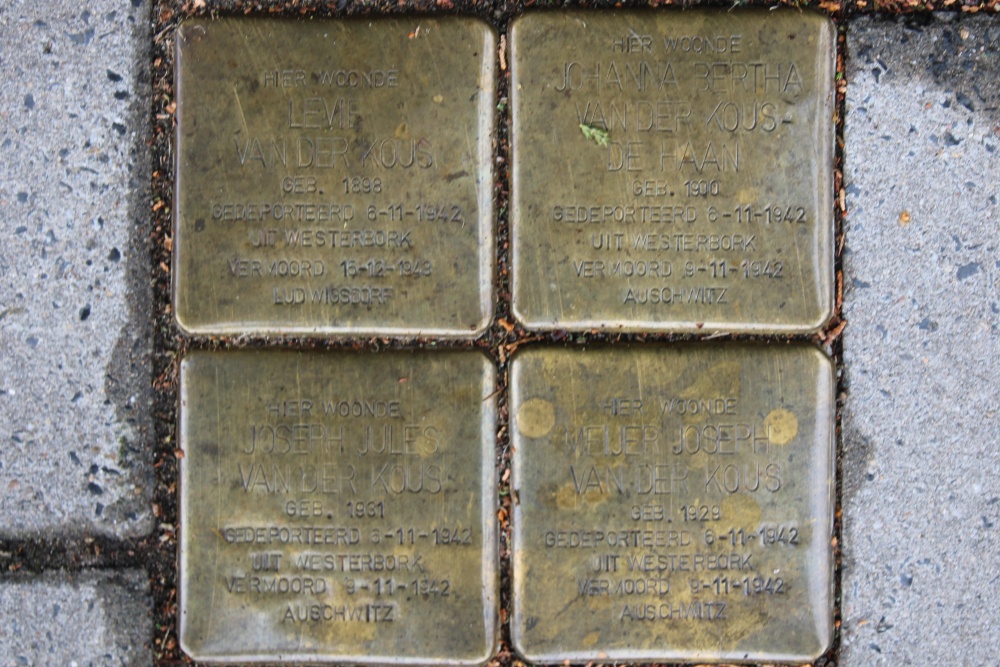 HIER WOONDE
LEVIE
VAN DER KOUS
GEB. 1898
GEDEPORTEERD 6-11-1942
UIT WESTERBORK
VERMOORD 15-12-1943
LUDWIGSDORF
HIER WOONDE
JOHANNA BERTHA
VAN DER KOUS-
DE HAAN
GEB. 1900
GEDEPORTEERD 6-11-1942
UIT WESTERBORK
VERMOORD 9-11-1942
AUSCHWITZ
HIER WOONDE
JOSEPH JULES
VAN DER KOUS
GEB. 1931
GEDEPORTEERD 6-11-1942
UIT WESTERBORK
VERMOORD 9-11-1942
AUSCHWITZ
HIER WOONDE
MEIJER JOSEPH
VAN DER KOUS
GEB. 1929
GEDEPORTEERD 6-11-1942
UIT WESTERBORK
VERMOORD 9-11-1942
AUSCHWITZ